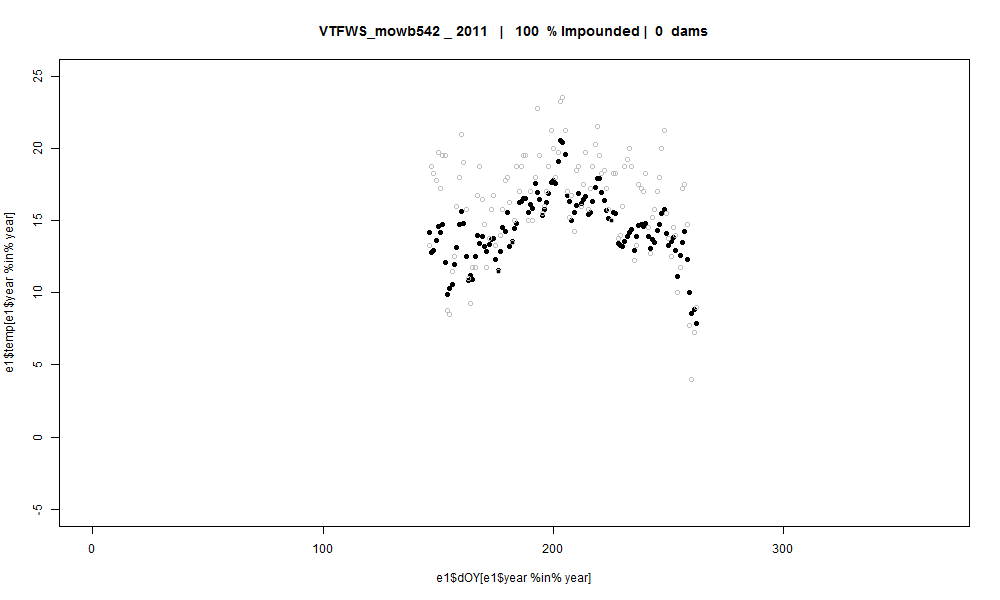 VTFWS_mowb542 _ 2011 | 100 % Impounded | 0 dams
25
20
15
10
5
0
-5
e1$temp[e1$year %in% year]
0 100 200 300
e1$dOY[e1$year %in% year]